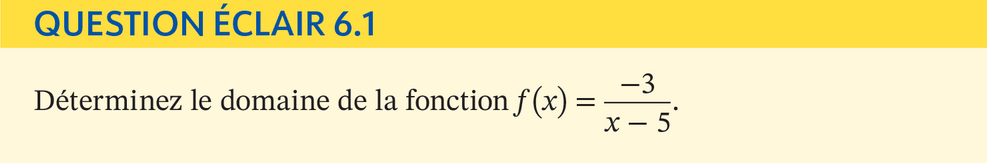 QUESTION ÉCLAIR 6.1
Déterminez le domaine de la fonction f(x) = −3 / (x − 5).